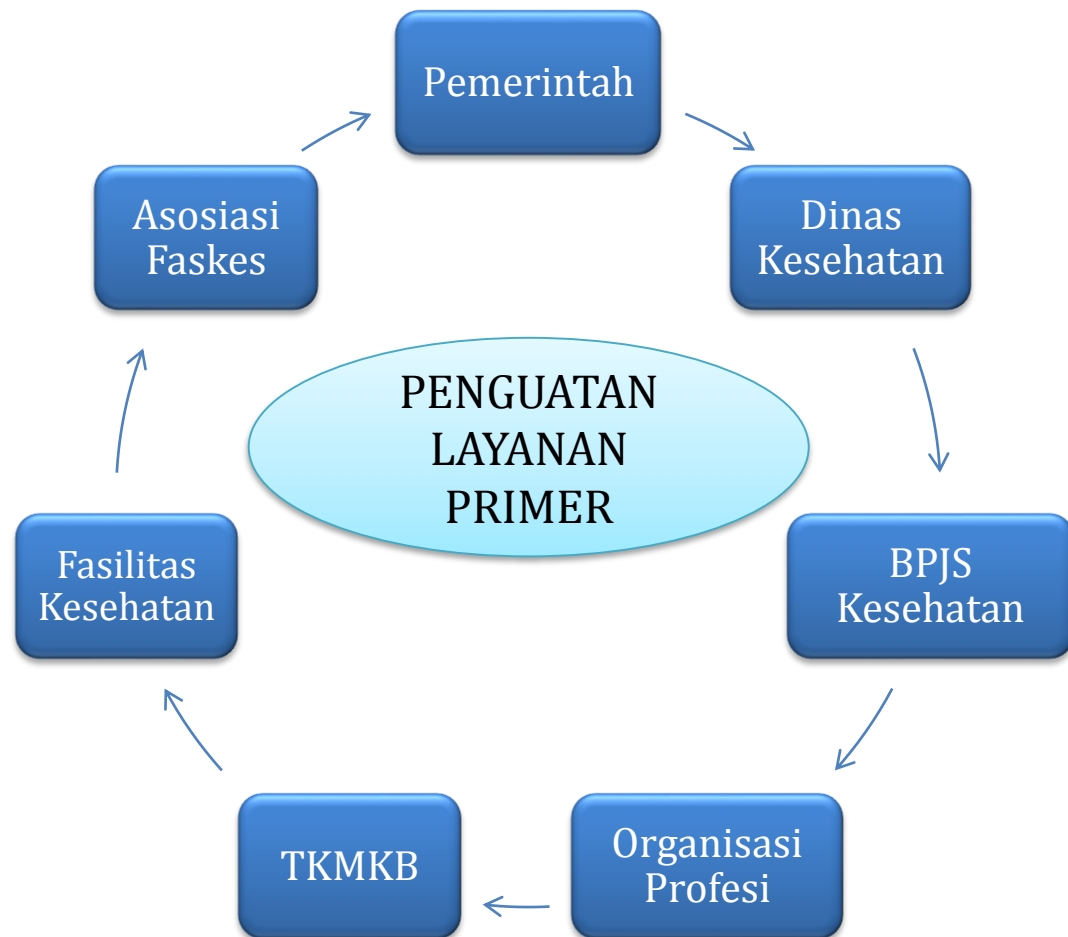 Pemerintah
Dinas
Kesehatan
BPJS
Kesehatan
Organisasi
Profesi
TKMKB
Fasilitas
Kesehatan
Asosiasi
Faskes
PENGUATAN
LAYANAN
PRIMER